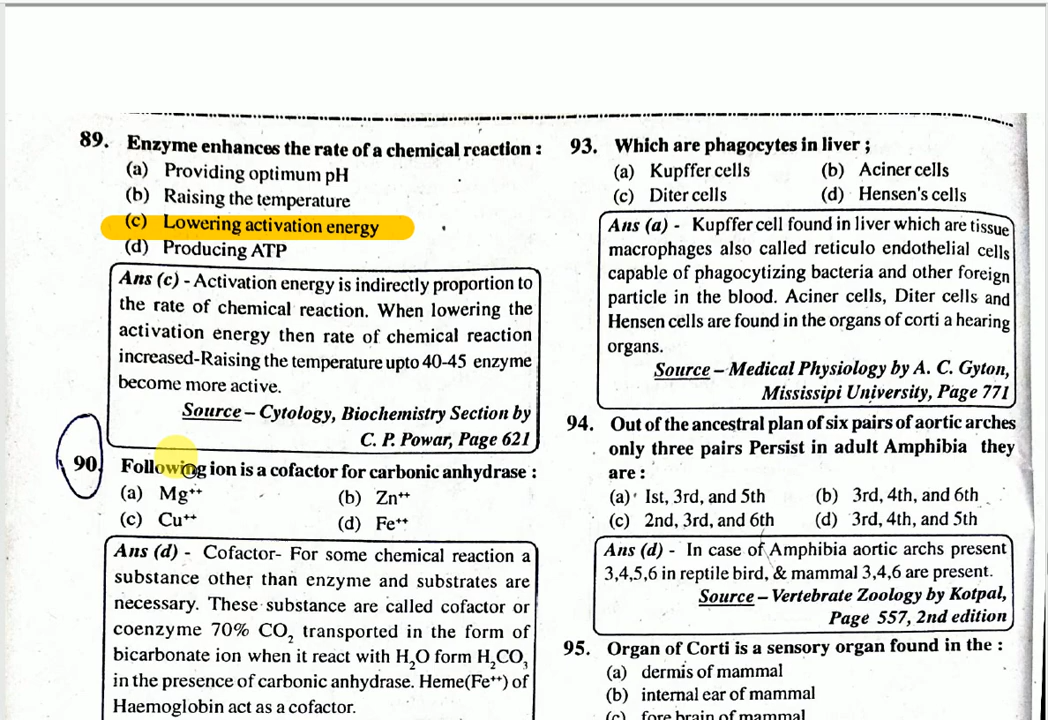 89. Enzyme enhances the rate of a chemical reaction :
(a) Providing optimum pH
(b) Raising the temperature
(c) Lowering activation energy
(d) Producing ATP
Ans (c) - Activation energy is indirectly proportion to
the rate of chemical reaction. When lowering the
activation energy then rate of chemical reaction
increased-Raising the temperature upto 40-45 enzyme
become more active.
Source – Cytology, Biochemistry Section by
C. P. Powar, Page 621
90. Following ion is a cofactor for carbonic anhydrase :
(a) Mg⁺⁺ (b) Zn⁺⁺
(c) Cu⁺⁺ (d) Fe⁺⁺
Ans (d) - Cofactor- For some chemical reaction a
substance other than enzyme and substrates are
necessary. These substance are called cofactor or
coenzyme 70% CO₂ transported in the form of
bicarbonate ion when it react with H₂O form H₂CO₃
in the presence of carbonic anhydrase. Heme(Fe⁺⁺) of
Haemoglobin act as a cofactor.
93. Which are phagocytes in liver ;
(a) Kupffer cells (b) Aciner cells
(c) Diter cells (d) Hensen's cells
Ans (a) - Kupffer cell found in liver which are tissue
macrophages also called reticulo endothelial cells
capable of phagocytizing bacteria and other foreign
particle in the blood. Aciner cells, Diter cells and
Hensen cells are found in the organs of corti a hearing
organs.
Source – Medical Physiology by A. C. Gyton,
Missisipi University, Page 771
94. Out of the ancestral plan of six pairs of aortic arches
only three pairs Persist in adult Amphibia they
are :
(a) Ist, 3rd, and 5th (b) 3rd, 4th, and 6th
(c) 2nd, 3rd, and 6th (d) 3rd, 4th, and 5th
Ans (d) - In case of Amphibia aortic archs present
3,4,5,6 in reptile bird, & mammal 3,4,6 are present.
Source – Vertebrate Zoology by Kotpal,
Page 557, 2nd edition
95. Organ of Corti is a sensory organ found in the :
(a) dermis of mammal
(b) internal ear of mammal
(c) fore brain of mammal